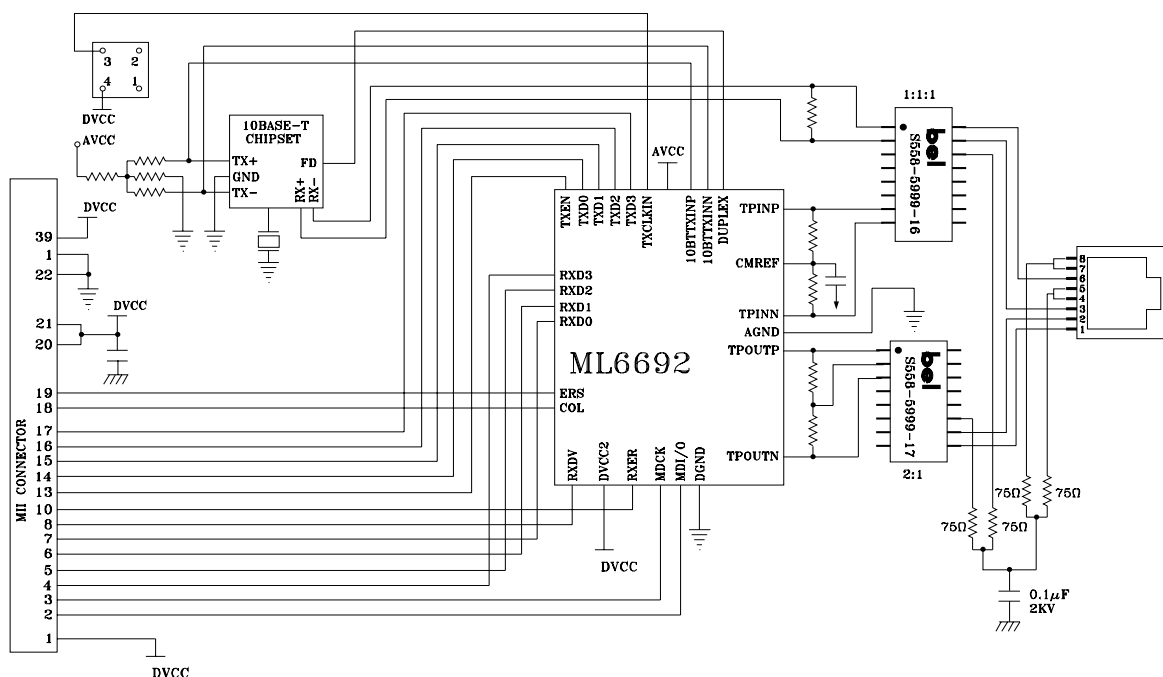 3 2
4 1
DVCC
AVCC
10BASE-T
CHIPSET
TX+
GND
TX-
FD
RX+
RX-
1:1:1
bel
S558-5999-16
AVCC
TXEN
TXD0
TXD1
TXD2
TXD3
TXCLKIN
10BTTXINP
10BTTXINN
DUPLEX
TPINP
CMREF
TPINN
AGND
TPOUTP
TPOUTN
RXD3
RXD2
RXD1
RXD0
ML6692
ERS
COL
RXDV
DVCC2
RXER
MDCK
MDI/O
DGND
DVCC
bel
S558-5999-17
2:1
8
7
6
5
4
3
2
1
75Ω
75Ω
75Ω
75Ω
0.1μF
2KV
MII CONNECTOR
DVCC
39
1
22
DVCC
21
20
19
18
17
16
15
14
13
10
8
7
6
5
4
3
2
1
DVCC